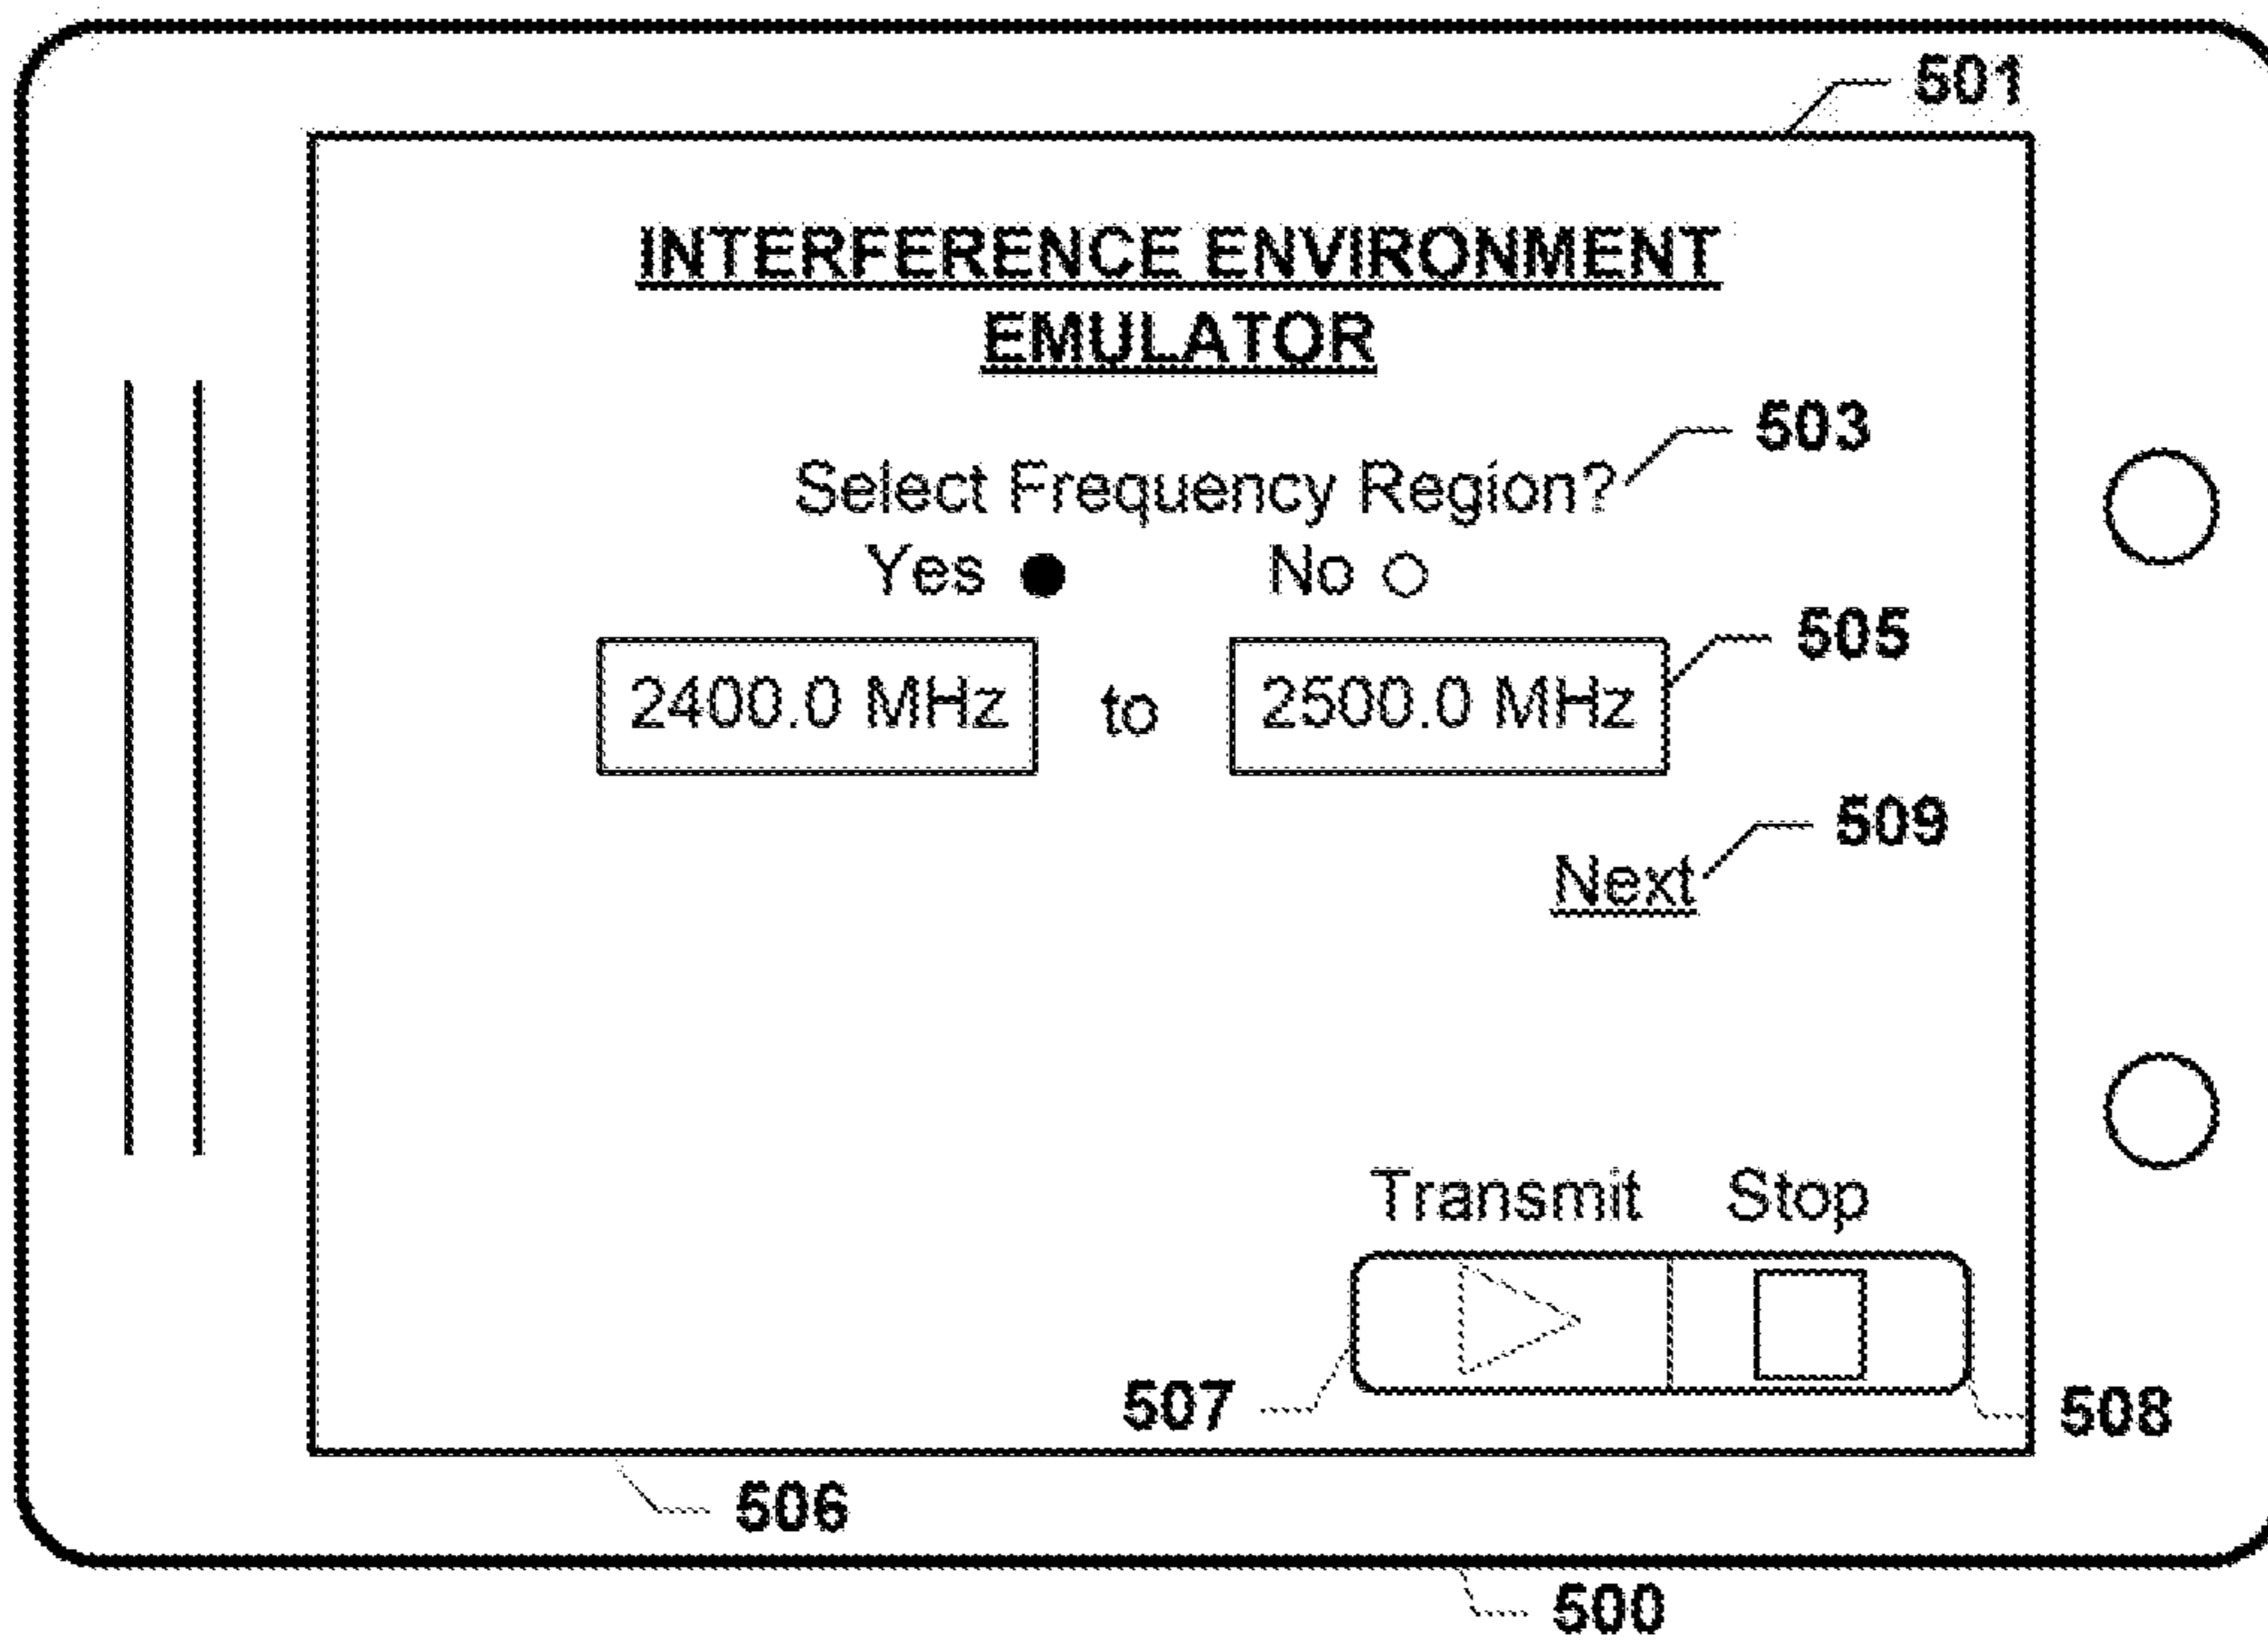 501
INTERFERENCE ENVIRONMENT
EMULATOR
503
Select Frequency Region?
Yes No
505
2400.0 MHz to 2500.0 MHz
509
Next
Transmit Stop
507
508
506
500